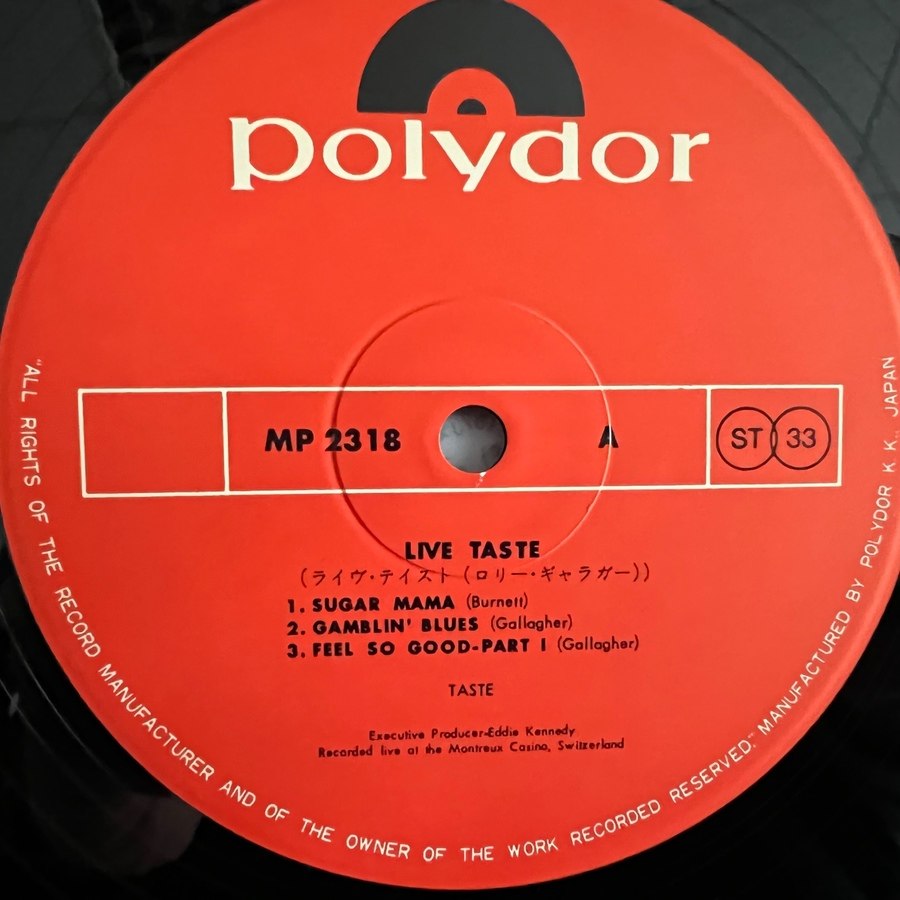 polydor
MP 2318 A ST 33
LIVE TASTE
(ライヴ・テイスト(ロリー・ギャラガー))
1. SUGAR MAMA (Burnett)
2. GAMBLIN' BLUES (Gallagher)
3. FEEL SO GOOD-PART I (Gallagher)
TASTE
Executive Producer-Eddie Kennedy
Recorded live at the Montreux Casino, Switzerland
"ALL RIGHTS OF THE RECORD MANUFACTURER AND OF THE OWNER OF THE WORK RECORDED RESERVED." MANUFACTURED BY POLYDOR K. K., JAPAN